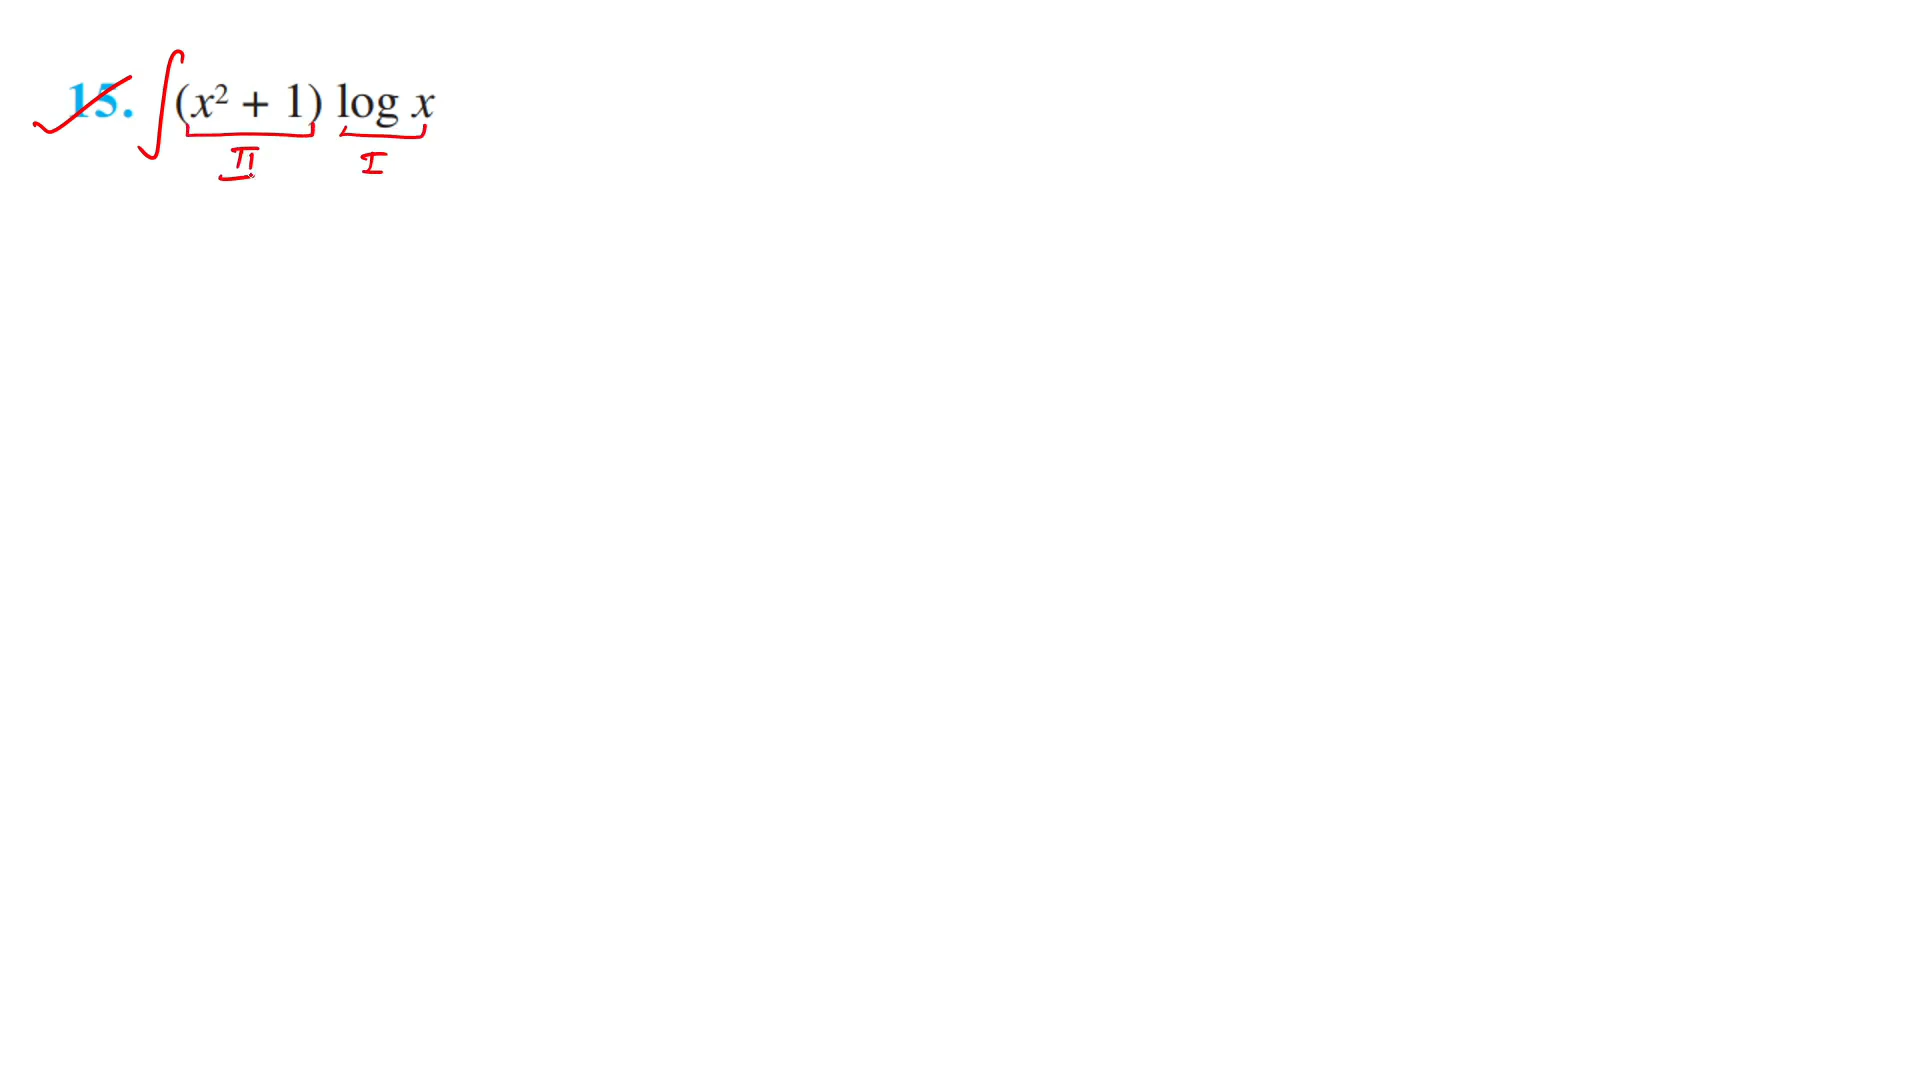 15. ∫(x² + 1) log x
II I